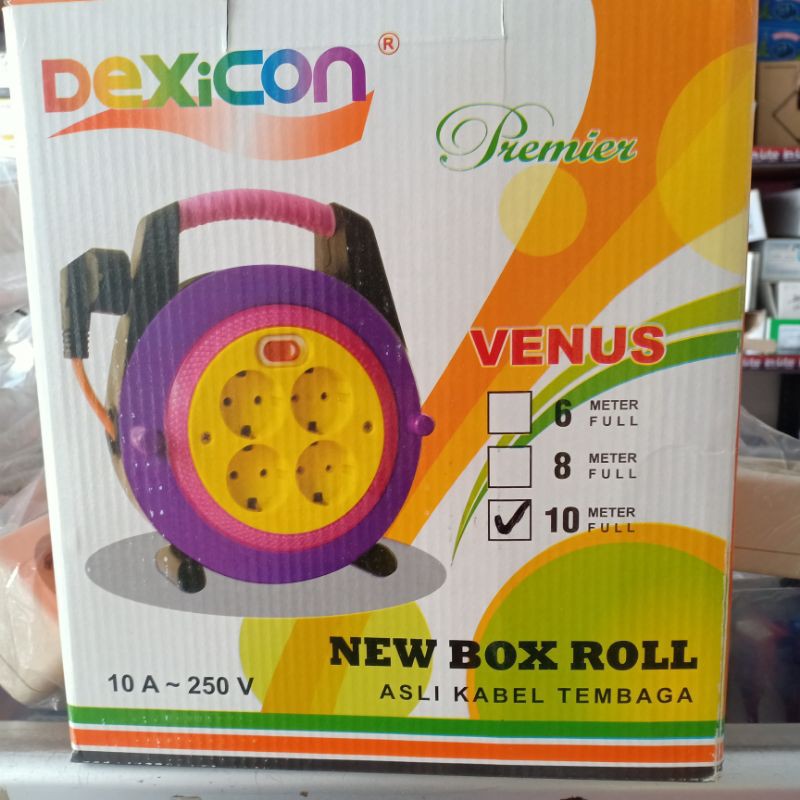 DeXiCON ®
Premier
VENUS
6 METER FULL
8 METER FULL
10 METER FULL
NEW BOX ROLL
10 A ~ 250 V
ASLI KABEL TEMBAGA